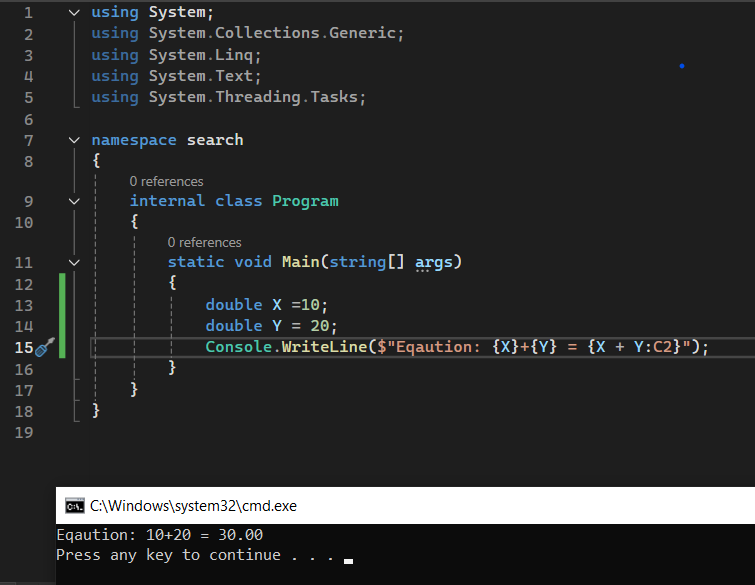 1 using System;
2 using System.Collections.Generic;
3 using System.Linq;
4 using System.Text;
5 using System.Threading.Tasks;
6
7 namespace search
8 {
0 references
9 internal class Program
10 {
0 references
11 static void Main(string[] args)
12 {
13 double X =10;
14 double Y = 20;
15 Console.WriteLine($"Eqaution: {X}+{Y} = {X + Y:C2}");
16 }
17 }
18 }
19
C:\Windows\system32\cmd.exe
Eqaution: 10+20 = 30.00
Press any key to continue . . .